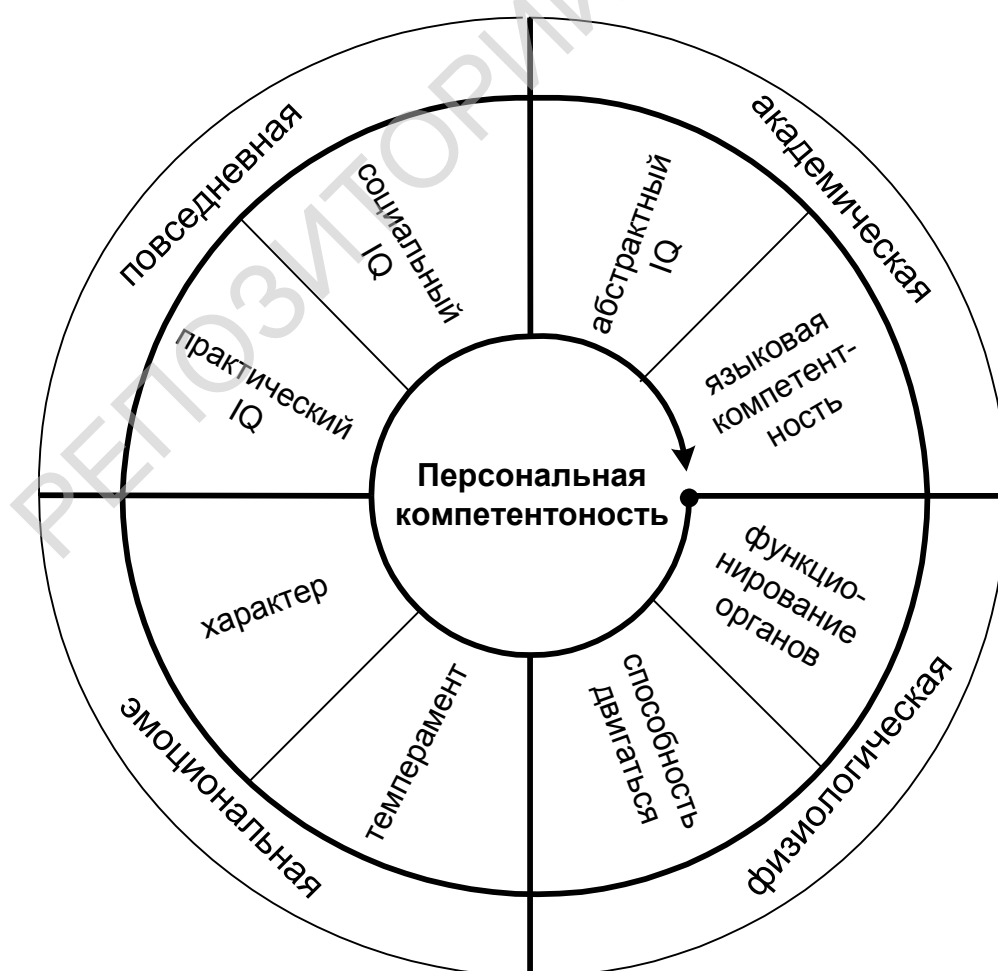 повседневная
академическая
социальный
IQ
абстрактный
IQ
практический
IQ
языковая
компетент-
ность
Персональная
компетентоность
характер
функцио-
нирование
органов
темперамент
способность
двигаться
эмоциональная
физиологическая